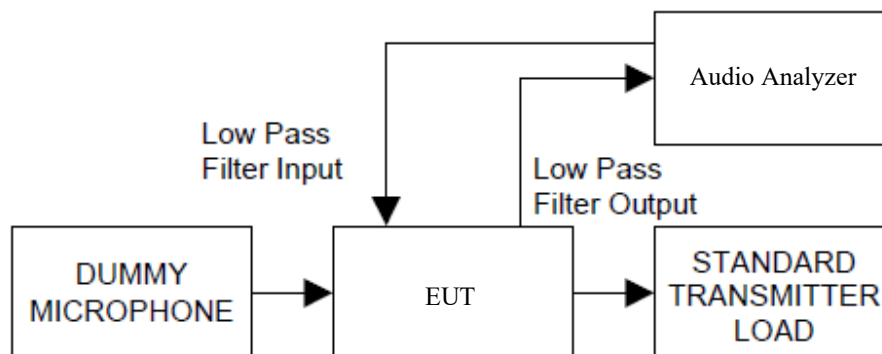 Audio Analyzer
Low Pass
Filter Input
Low Pass
Filter Output
DUMMY
MICROPHONE
EUT
STANDARD
TRANSMITTER
LOAD